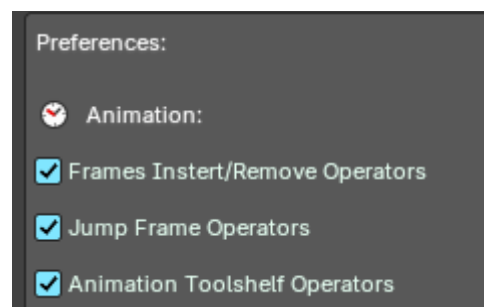 Preferences:
Animation:
Frames Instert/Remove Operators
Jump Frame Operators
Animation Toolshelf Operators